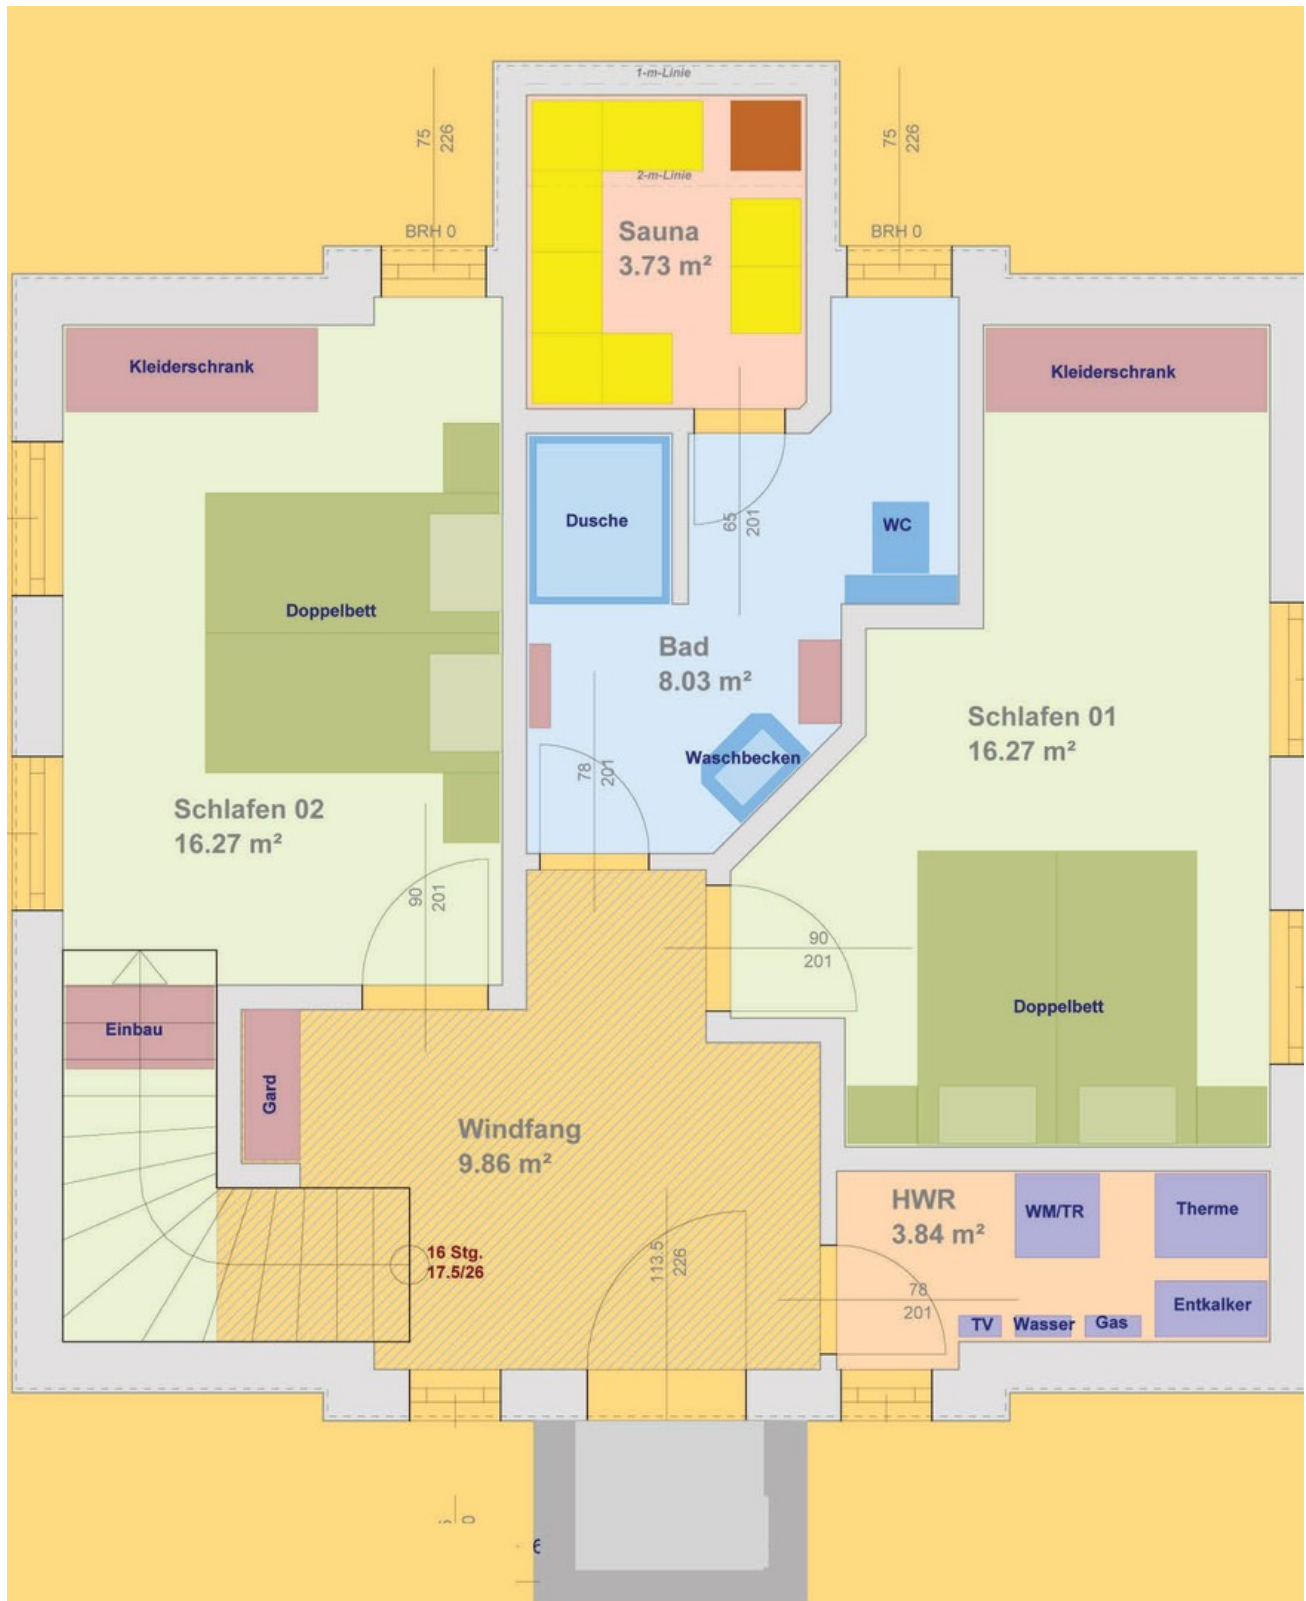 1-m-Linie
75
226
75
226
2-m-Linie
BRH 0
Sauna
3.73 m²
BRH 0
Kleiderschrank
Kleiderschrank
Dusche
65
201
WC
Doppelbett
Bad
8.03 m²
Schlafen 01
16.27 m²
Waschbecken
78
201
Schlafen 02
16.27 m²
90
201
90
201
Doppelbett
Einbau
Gard
Windfang
9.86 m²
HWR
3.84 m²
WM/TR
Therme
16 Stg.
17.5/26
113.5
226
78
201
Entkalker
TV
Wasser
Gas